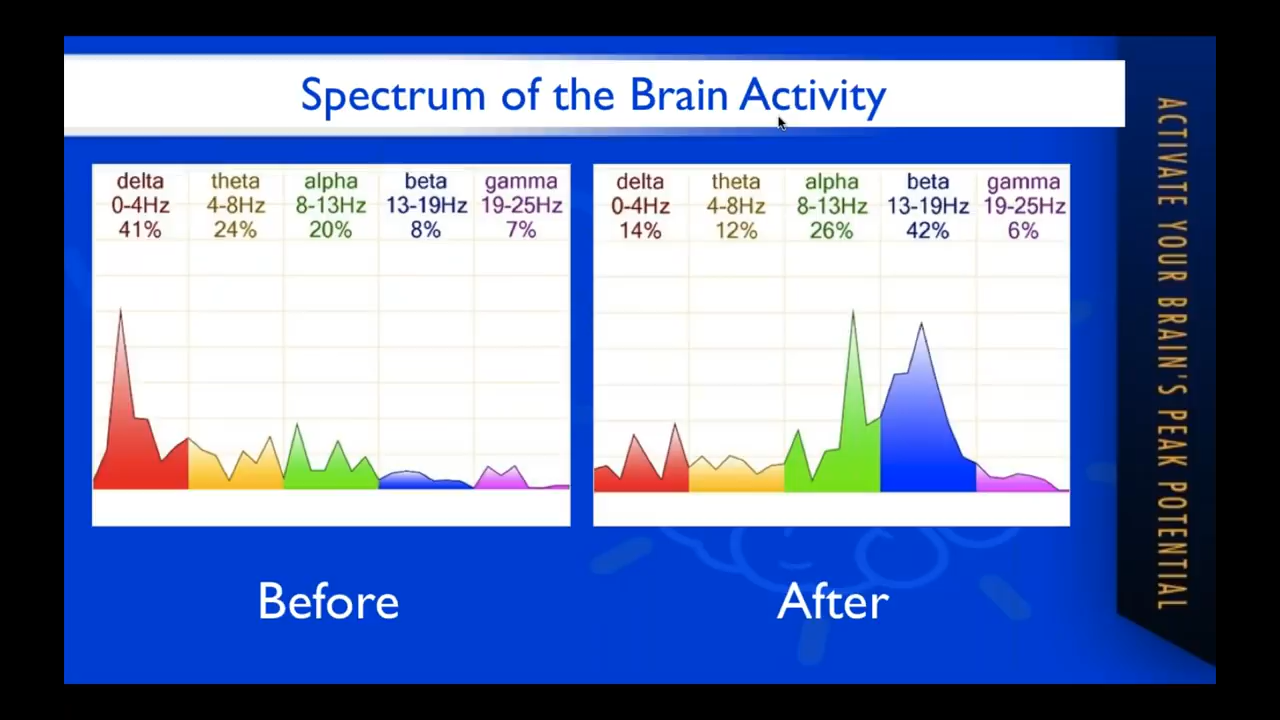 Spectrum of the Brain Activity
delta theta alpha beta gamma
0-4Hz 4-8Hz 8-13Hz 13-19Hz 19-25Hz
41% 24% 20% 8% 7%
delta theta alpha beta gamma
0-4Hz 4-8Hz 8-13Hz 13-19Hz 19-25Hz
14% 12% 26% 42% 6%
Before
After
ACTIVATE YOUR BRAIN'S PEAK POTENTIAL